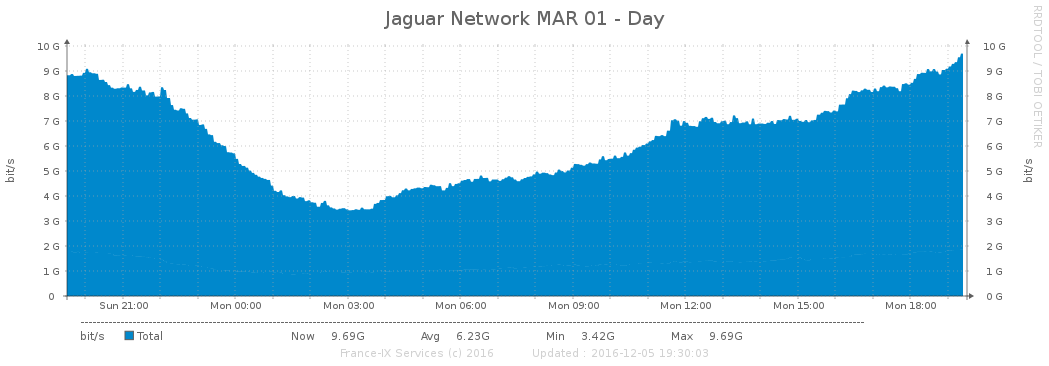 Jaguar Network MAR 01 - Day
RRDTOOL / TOBI OETIKER
bit/s
10 G
9 G
8 G
7 G
6 G
5 G
4 G
3 G
2 G
1 G
0
10 G
9 G
8 G
7 G
6 G
5 G
4 G
3 G
2 G
1 G
0 G
bit/s
Sun 21:00 Mon 00:00 Mon 03:00 Mon 06:00 Mon 09:00 Mon 12:00 Mon 15:00 Mon 18:00
bit/s Total Now 9.69G Avg 6.23G Min 3.42G Max 9.69G
France-IX Services (c) 2016 Updated : 2016-12-05 19:30:03